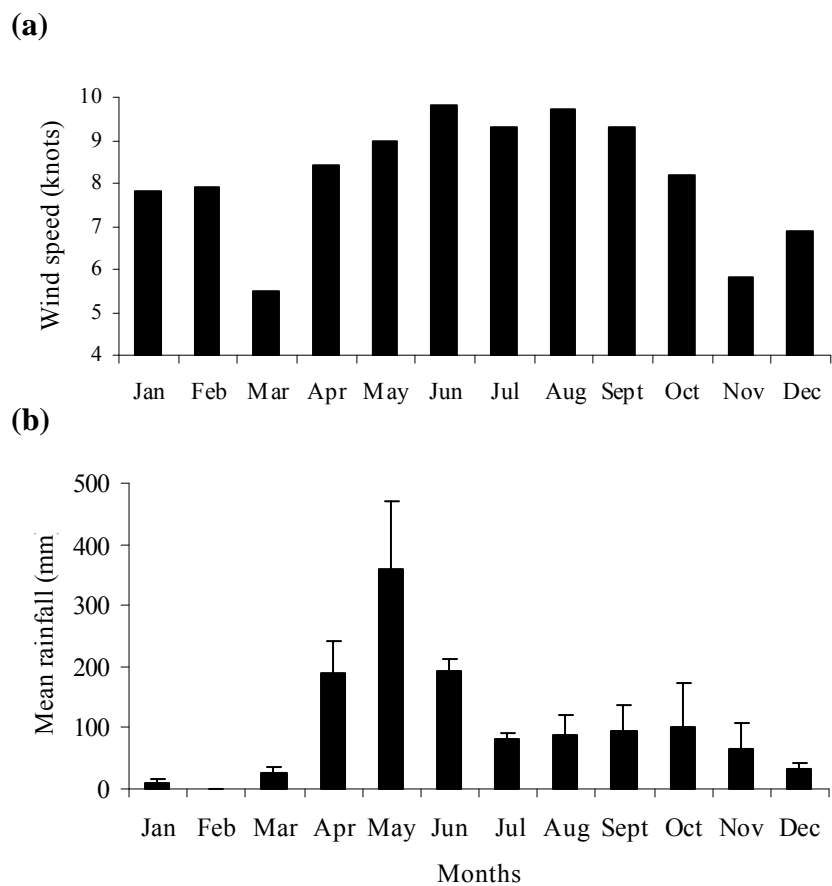 (a)
Wind speed (knots)
10
9
8
7
6
5
4
Jan Feb Mar Apr May Jun Jul Aug Sept Oct Nov Dec
(b)
Mean rainfall (mm
500
400
300
200
100
0
Jan Feb Mar Apr May Jun Jul Aug Sept Oct Nov Dec
Months